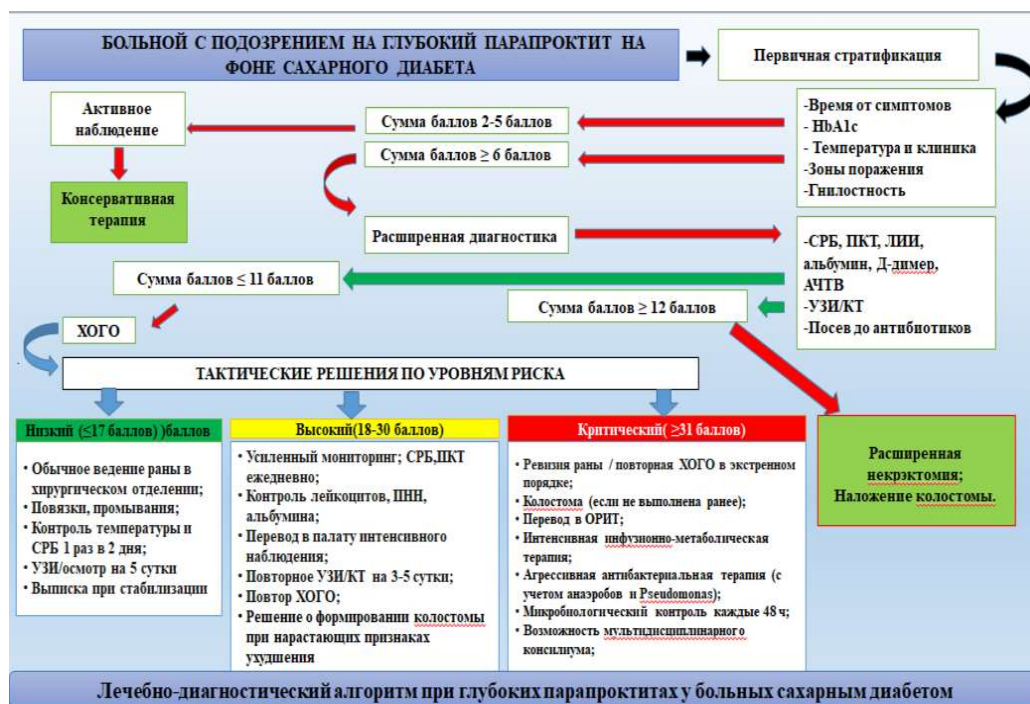 БОЛЬНОЙ С ПОДОЗРЕНИЕМ НА ГЛУБОКИЙ ПАРАПРОКТИТ НА
ФОНЕ САХАРНОГО ДИАБЕТА
Первичная стратификация
-Время от симптомов
- HbA1c
- Температура и клиника
-Зоны поражения
-Гнилостность
Сумма баллов 2-5 баллов
Активное
наблюдение
Сумма баллов ≥ 6 баллов
Консервативная
терапия
Расширенная диагностика
-СРБ, ПКТ, ЛИИ,
альбумин, Д-димер,
АЧТВ
-УЗИ/КТ
-Посев до антибиотиков
Сумма баллов ≤ 11 баллов
Сумма баллов ≥ 12 баллов
ХОГО
ТАКТИЧЕСКИЕ РЕШЕНИЯ ПО УРОВНЯМ РИСКА
Низкий (≤17 баллов) )баллов
• Обычное ведение раны в
хирургическом отделении;
• Повязки, промывания;
• Контроль температуры и
СРБ 1 раз в 2 дня;
• УЗИ/осмотр на 5 сутки
• Выписка при стабилизации
Высокий(18-30 баллов)
• Усиленный мониторинг; СРБ,ПКТ
ежедневно;
• Контроль лейкоцитов, ПНН,
альбумина;
• Перевод в палату интенсивного
наблюдения;
• Повторное УЗИ/КТ на 3-5 сутки;
• Повтор ХОГО;
• Решение о формировании колостомы
при нарастающих признаках
ухудшения
Критический( ≥31 баллов)
• Ревизия раны / повторная ХОГО в экстренном
порядке;
• Колостома (если не выполнена ранее);
• Перевод в ОРИТ;
• Интенсивная инфузионно-метаболическая
терапия;
• Агрессивная антибактериальная терапия (с
учетом анаэробов и Pseudomonas);
• Микробиологический контроль каждые 48 ч;
• Возможность мультидисциплинарного
консилиума;
Расширенная
некрэктомия;
Наложение колостомы.
Лечебно-диагностический алгоритм при глубоких парапроктитах у больных сахарным диабетом